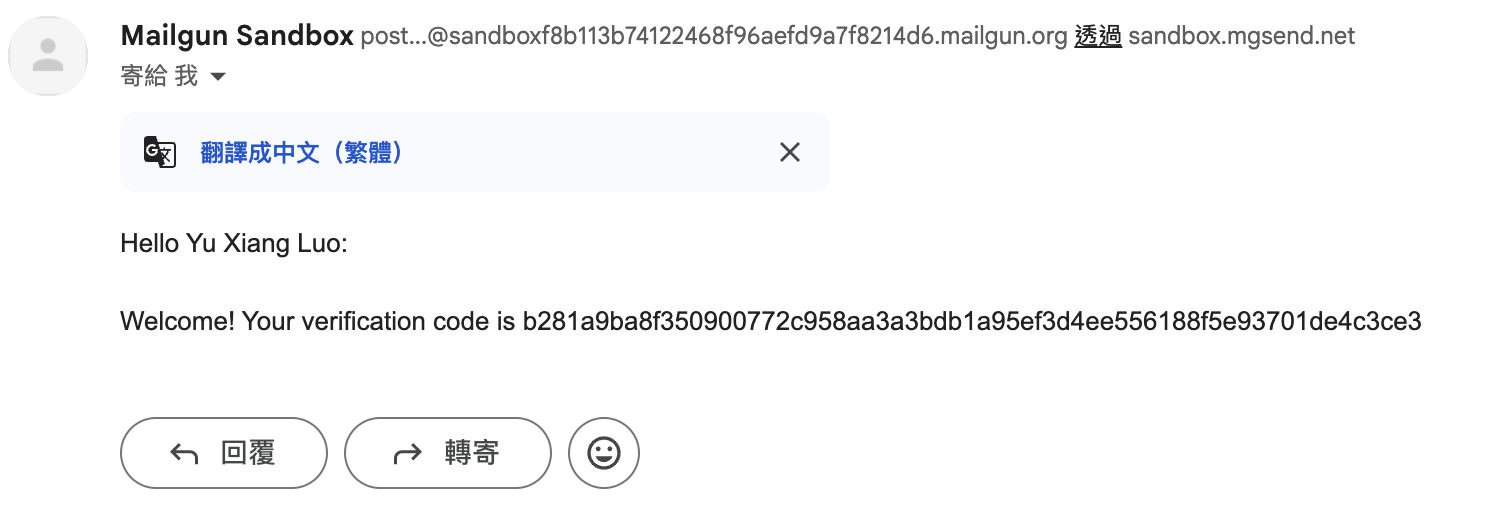 Mailgun Sandbox post...@sandboxf8b113b74122468f96aefd9a7f8214d6.mailgun.org 透過 sandbox.mgsend.net
寄給 我
翻譯成中文（繁體）
Hello Yu Xiang Luo:
Welcome! Your verification code is b281a9ba8f350900772c958aa3a3bdb1a95ef3d4ee556188f5e93701de4c3ce3
回覆
轉寄